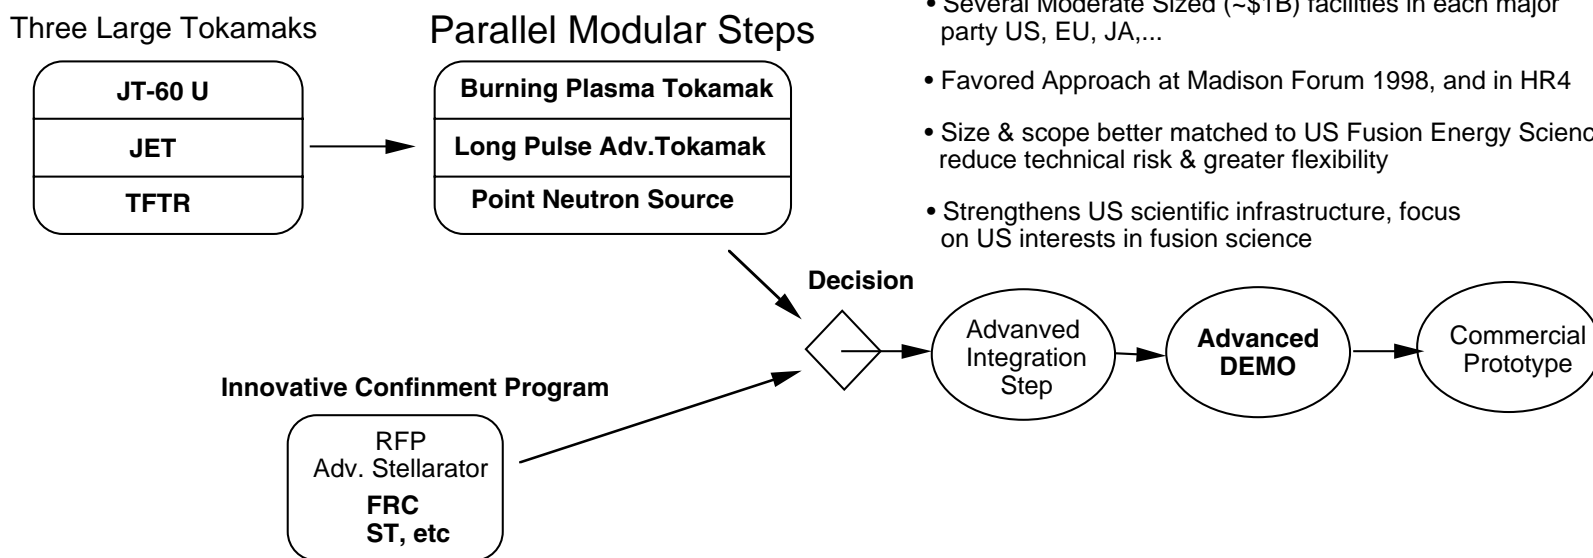 Three Large Tokamaks
JT-60 U
JET
TFTR
Parallel Modular Steps
Burning Plasma Tokamak
Long Pulse Adv.Tokamak
Point Neutron Source
• Several Moderate Sized (~$1B) facilities in each major
party US, EU, JA,...
• Favored Approach at Madison Forum 1998, and in HR4
• Size & scope better matched to US Fusion Energy Scienc
reduce technical risk & greater flexibility
• Strengthens US scientific infrastructure, focus
on US interests in fusion science
Decision
Advanved
Integration
Step
Advanced
DEMO
Commercial
Prototype
Innovative Confinment Program
RFP
Adv. Stellarator
FRC
ST, etc